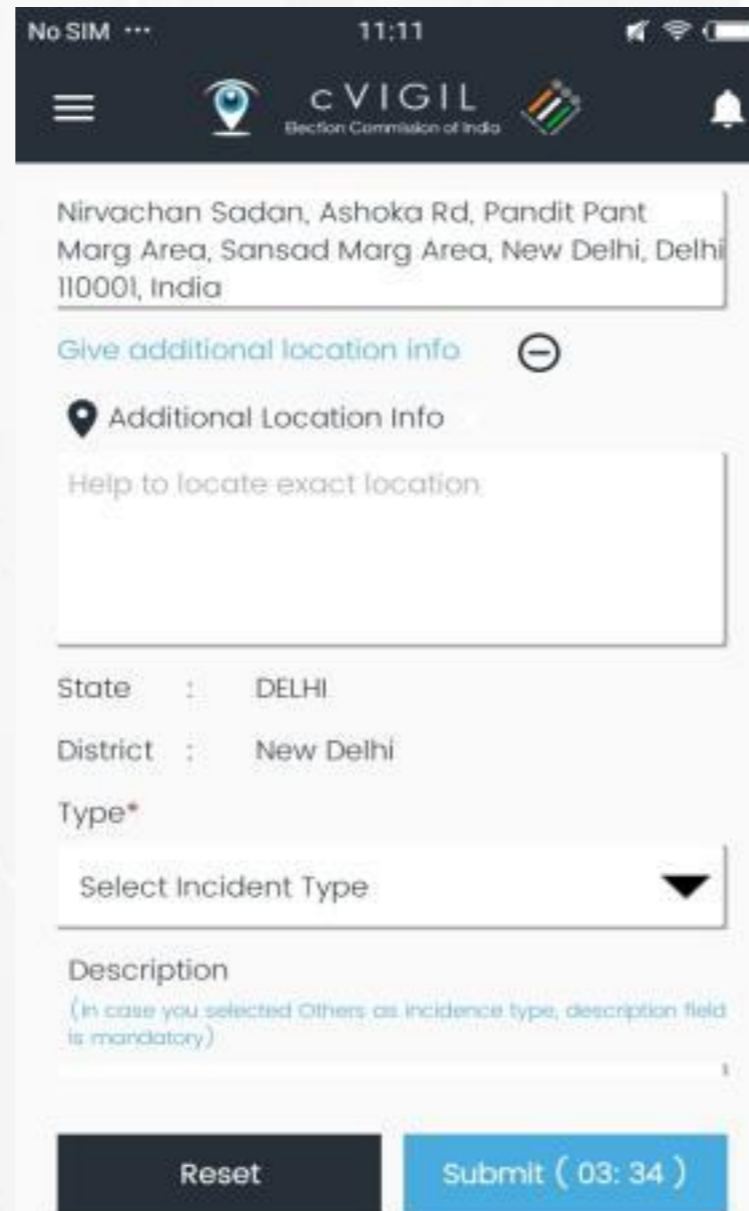 No SIM ···
11:11
cVIGIL
Election Commission of India
Nirvachan Sadan, Ashoka Rd, Pandit Pant
Marg Area, Sansad Marg Area, New Delhi, Delhi
110001, India
Give additional location info
Additional Location Info
Help to locate exact location
State : DELHI
District : New Delhi
Type*
Select Incident Type
Description
(In case you selected Others as incidence type, description field
is mandatory)
Reset
Submit ( 03: 34 )